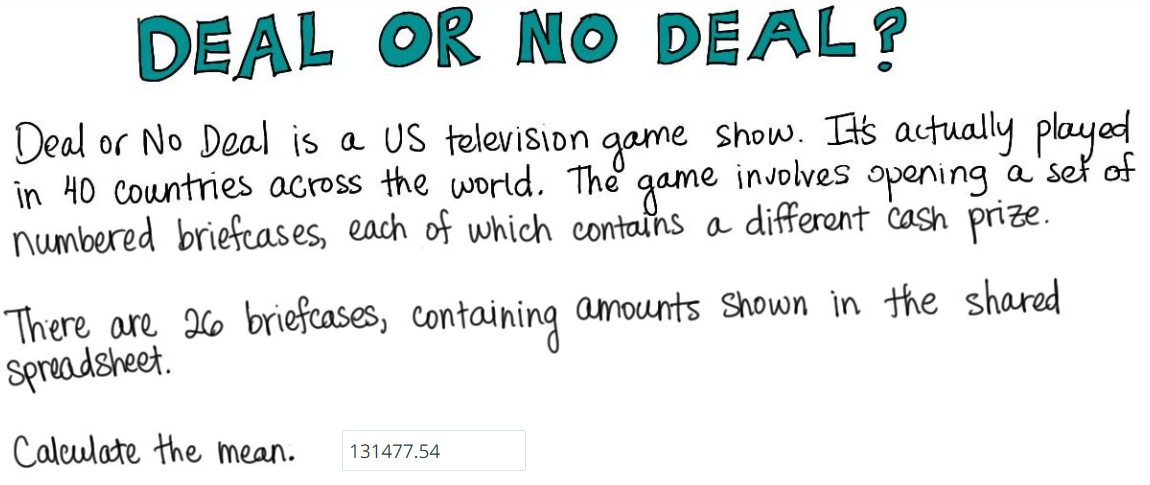 DEAL OR NO DEAL?
Deal or No Deal is a US television game show. It's actually played
in 40 countries across the world. The game involves opening a set of
numbered briefcases, each of which contains a different cash prize.
There are 26 briefcases, containing amounts shown in the shared
spreadsheet.
Calculate the mean. 131477.54